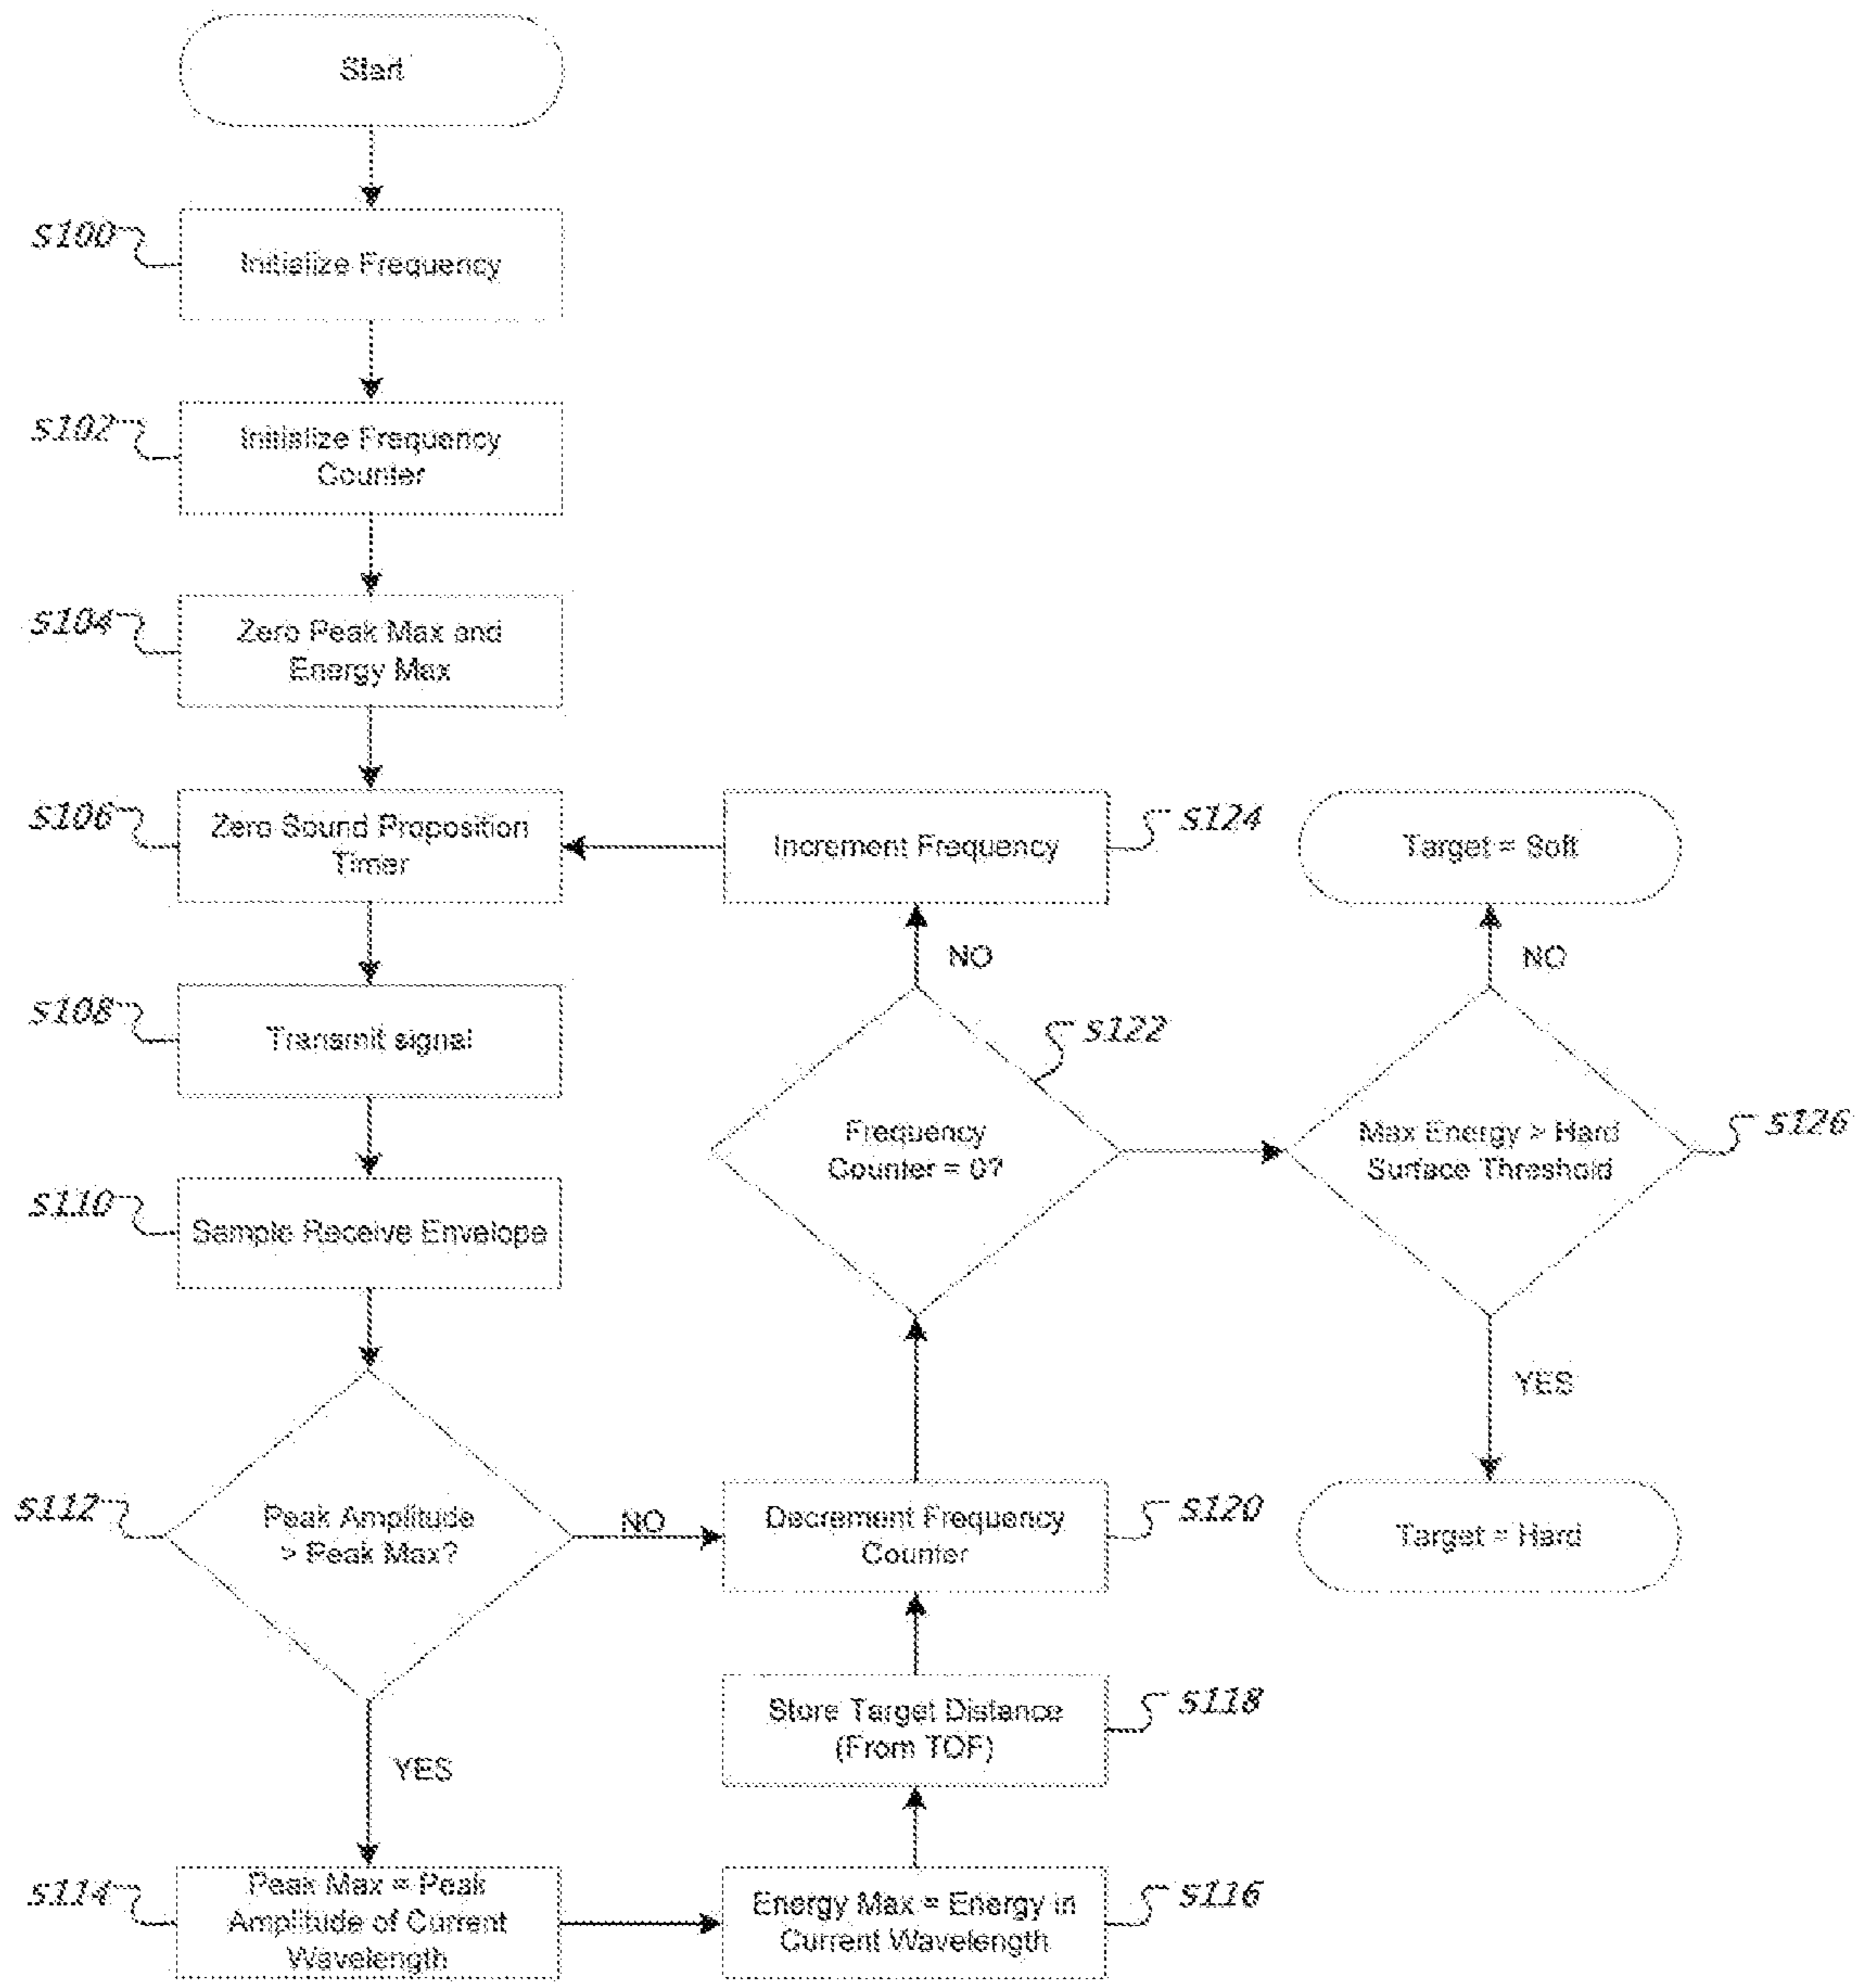 Start
S100
Initialize Frequency
S102
Initialize Frequency
Counter
S104
Zero Peak Max and
Energy Max
S106
Zero Sound Proposition
Timer
S108
Transmit signal
S110
Sample Receive Envelope
S112
Peak Amplitude
> Peak Max?
NO
YES
S114
Peak Max = Peak
Amplitude of Current
Wavelength
Energy Max = Energy in
Current Wavelength
S116
Store Target Distance
(From TOF)
S118
Decrement Frequency
Counter
S120
Frequency
Counter = 0?
S122
NO
Increment Frequency
S124
Max Energy > Hard
Surface Threshold
S126
NO
Target = Soft
YES
Target = Hard